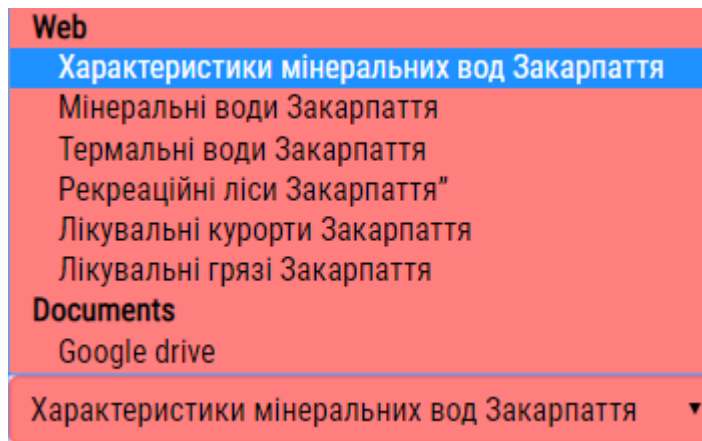 Web
Характеристики мінеральних вод Закарпаття
Мінеральні води Закарпаття
Термальні води Закарпаття
Рекреаційні ліси Закарпаття”
Лікувальні курорти Закарпаття
Лікувальні грязі Закарпаття
Documents
Google drive
Характеристики мінеральних вод Закарпаття